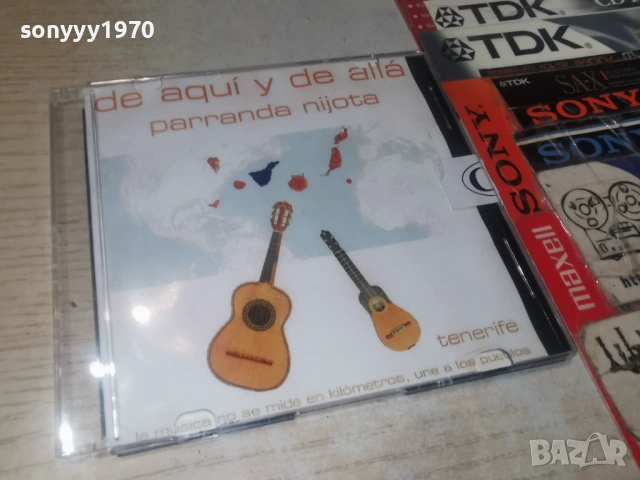 sonyyy1970
de aquí y de allá
parranda nijota
tenerife
la música no se mide en kilómetros, une a los pueblos
TDK
TDK
TDK
SONY
SONY
SONY
maxell
BAZAR
bg